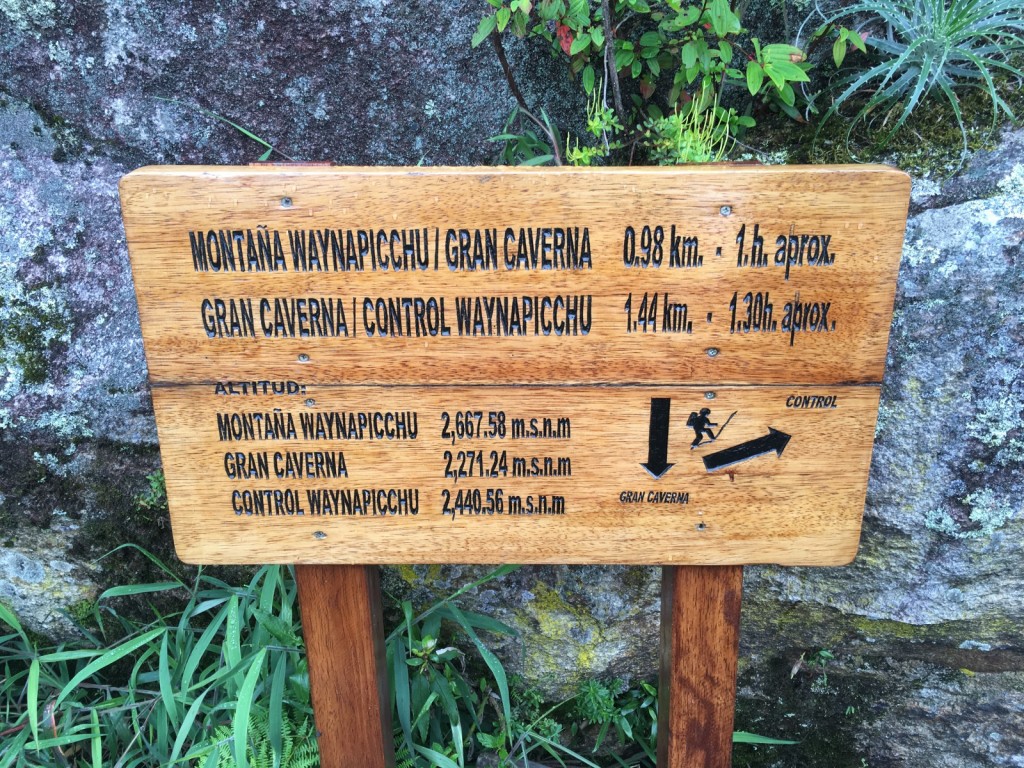 MONTAÑA WAYNAPICCHU / GRAN CAVERNA 0.98 km. - 1.h. aprox.
GRAN CAVERNA / CONTROL WAYNAPICCHU 1.44 km. - 1.30h. aprox.
ALTITUD:
MONTAÑA WAYNAPICCHU 2,667.58 m.s.n.m
GRAN CAVERNA 2,271.24 m.s.n.m
CONTROL WAYNAPICCHU 2,440.56 m.s.n.m
CONTROL
GRAN CAVERNA